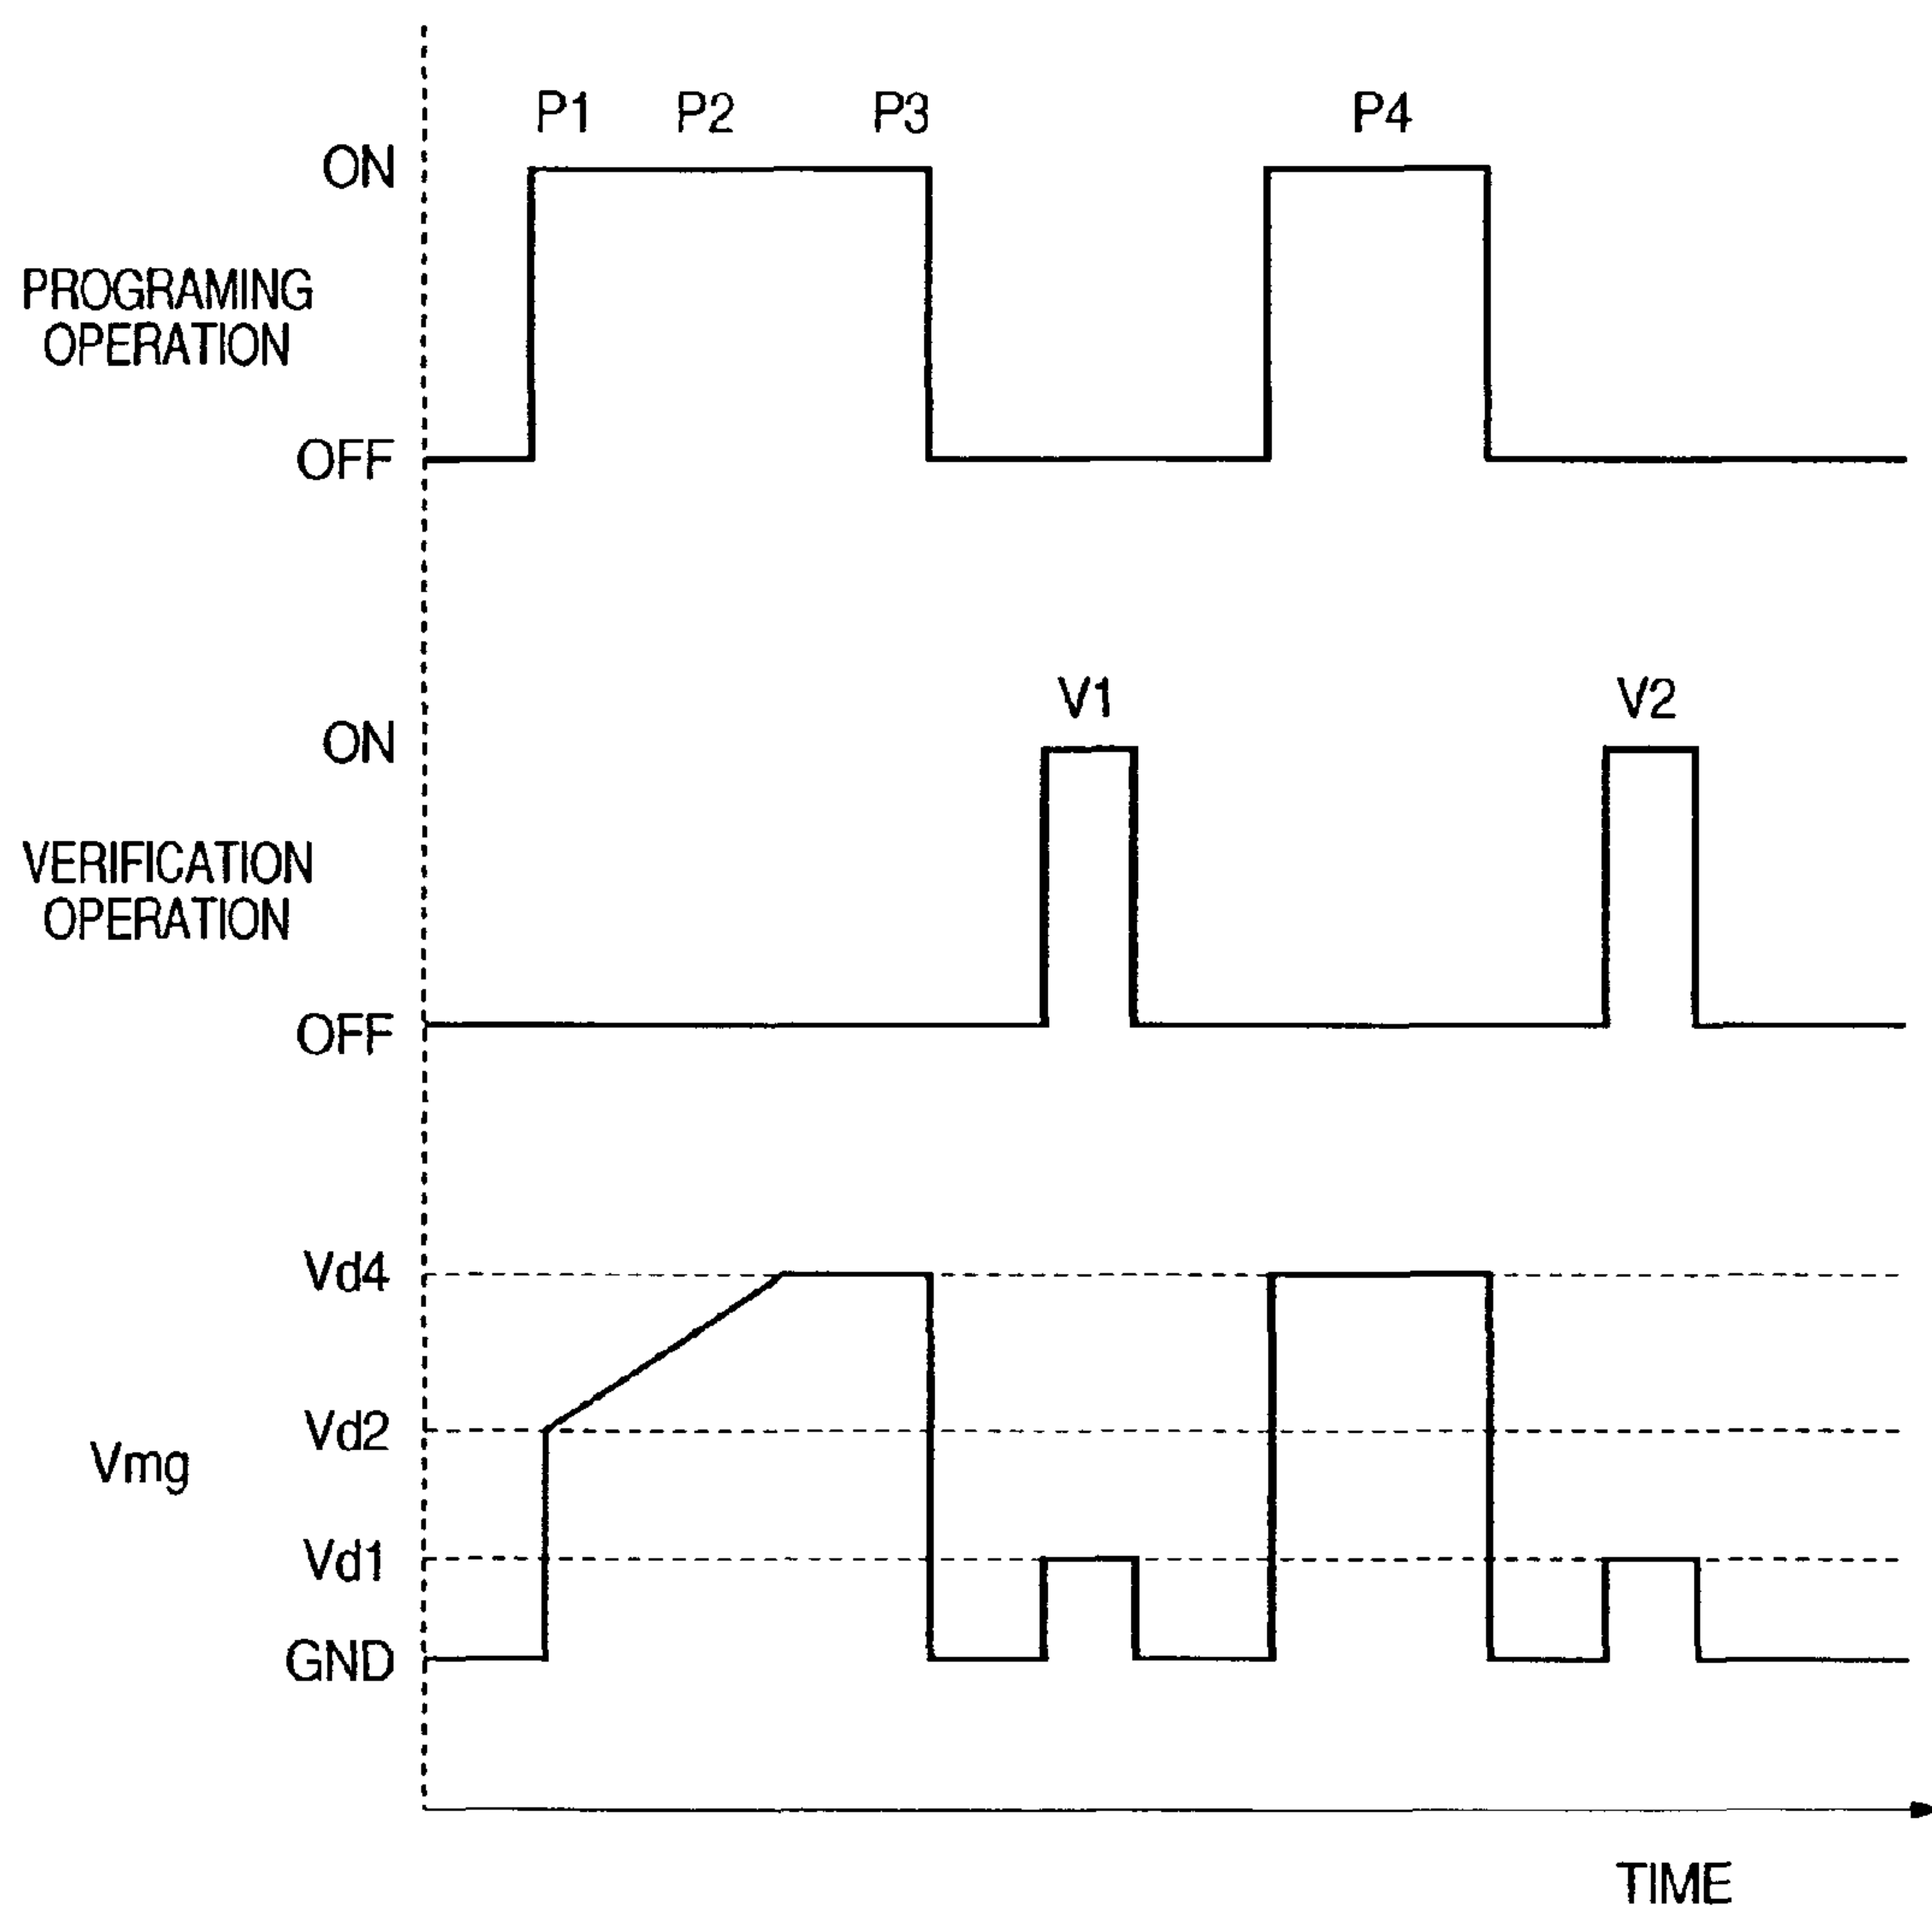 P1 P2 P3 P4
ON
PROGRAMING
OPERATION
OFF
V1 V2
ON
VERIFICATION
OPERATION
OFF
Vd4
Vd2
Vmg
Vd1
GND
TIME